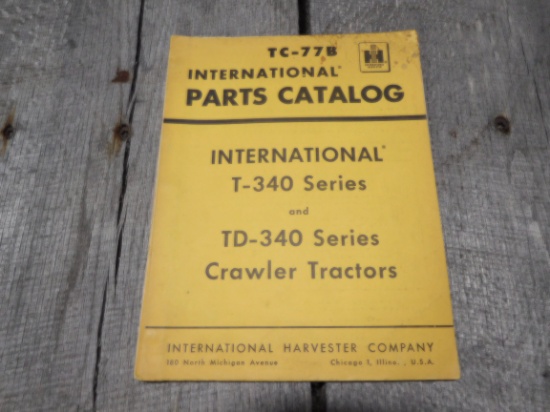 TC-77B
INTERNATIONAL®
PARTS CATALOG
INTERNATIONAL®
T-340 Series
and
TD-340 Series
Crawler Tractors
INTERNATIONAL HARVESTER COMPANY
180 North Michigan Avenue Chicago 1, Illinois, U.S.A.